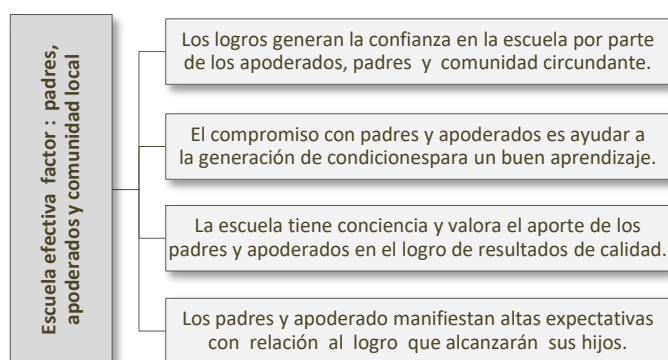 Escuela efectiva factor : padres,
apoderados y comunidad local
Los logros generan la confianza en la escuela por parte
de los apoderados, padres y comunidad circundante.
El compromiso con padres y apoderados es ayudar a
la generación de condicionespara un buen aprendizaje.
La escuela tiene conciencia y valora el aporte de los
padres y apoderados en el logro de resultados de calidad.
Los padres y apoderado manifiestan altas expectativas
con relación al logro que alcanzarán sus hijos.